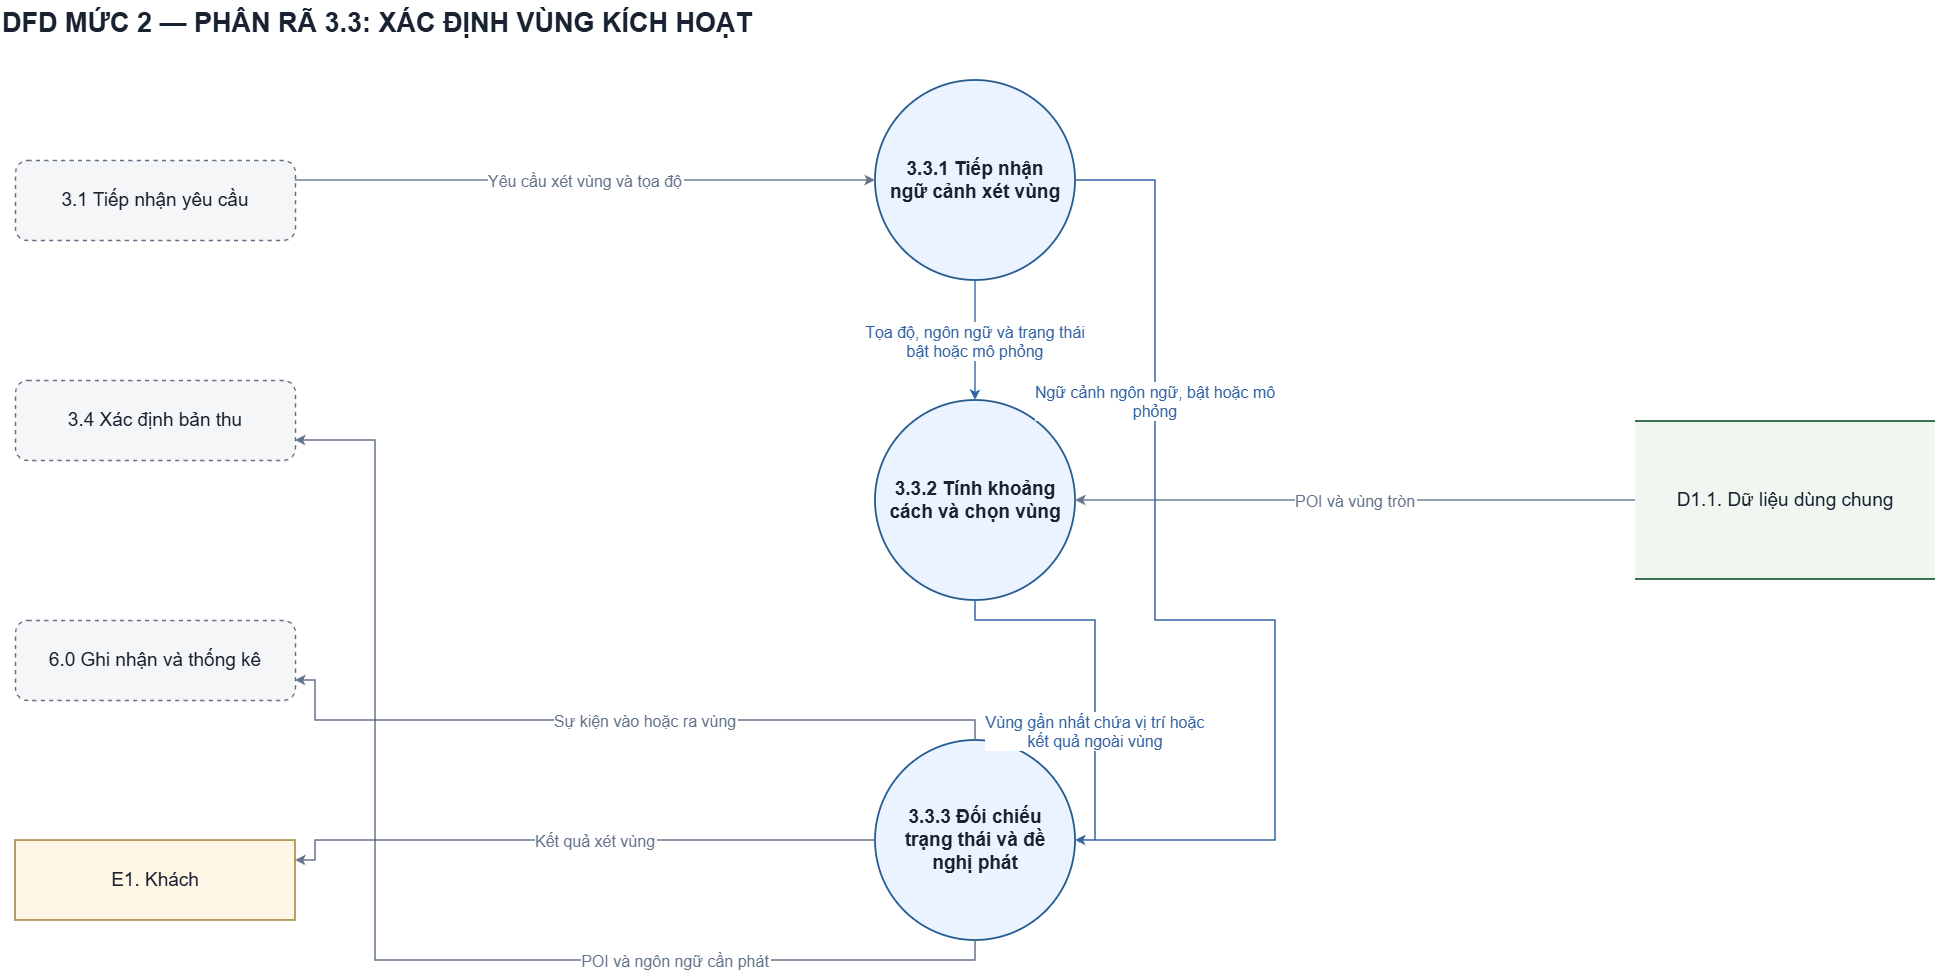 DFD MỨC 2 — PHÂN RÃ 3.3: XÁC ĐỊNH VÙNG KÍCH HOẠT
3.1 Tiếp nhận yêu cầu
Yêu cầu xét vùng và tọa độ
3.3.1 Tiếp nhận
ngữ cảnh xét vùng
Tọa độ, ngôn ngữ và trạng thái
bật hoặc mô phỏng
Ngữ cảnh ngôn ngữ, bật hoặc mô
phỏng
3.4 Xác định bản thu
3.3.2 Tính khoảng
cách và chọn vùng
POI và vùng tròn
D1.1. Dữ liệu dùng chung
6.0 Ghi nhận và thống kê
Sự kiện vào hoặc ra vùng
Vùng gần nhất chứa vị trí hoặc
kết quả ngoài vùng
3.3.3 Đối chiếu
trạng thái và đề
nghị phát
Kết quả xét vùng
E1. Khách
POI và ngôn ngữ cần phát